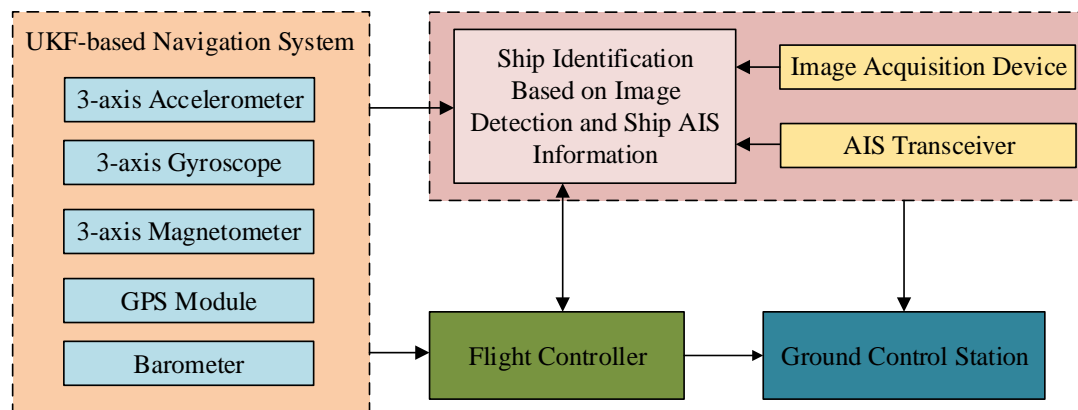 UKF-based Navigation System
3-axis Accelerometer
3-axis Gyroscope
3-axis Magnetometer
GPS Module
Barometer
Ship Identification
Based on Image
Detection and Ship AIS
Information
Image Acquisition Device
AIS Transceiver
Flight Controller
Ground Control Station